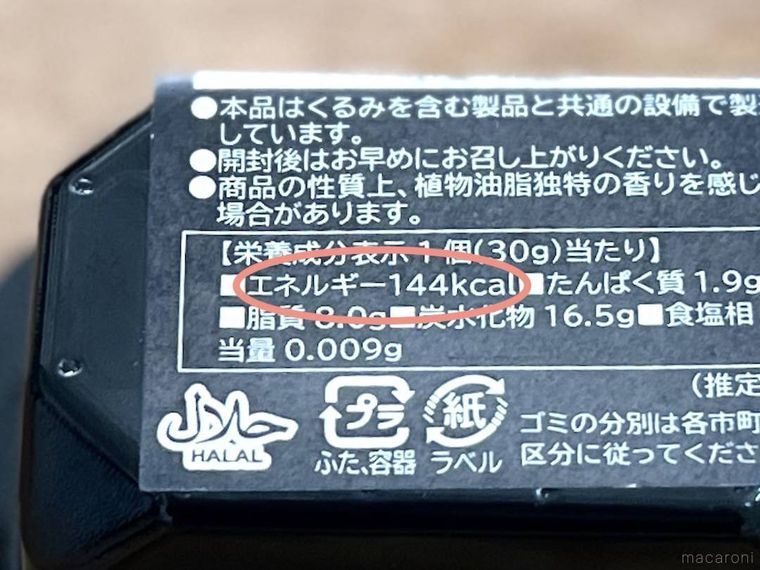 ●本品はくるみを含む製品と共通の設備で製
しています。
●開封後はお早めにお召し上がりください。
●商品の性質上、植物油脂独特の香りを感じ
場合があります。
【栄養成分表示1個(30g)当たり】
■エネルギー144kcal■たんぱく質1.9g
■脂質8.0g■炭水化物16.5g■食塩相
当量0.009g
(推定
حلال
HALAL
プラ
ふた、容器
紙
ラベル
ゴミの分別は各市町
区分に従ってくださ
macaroni